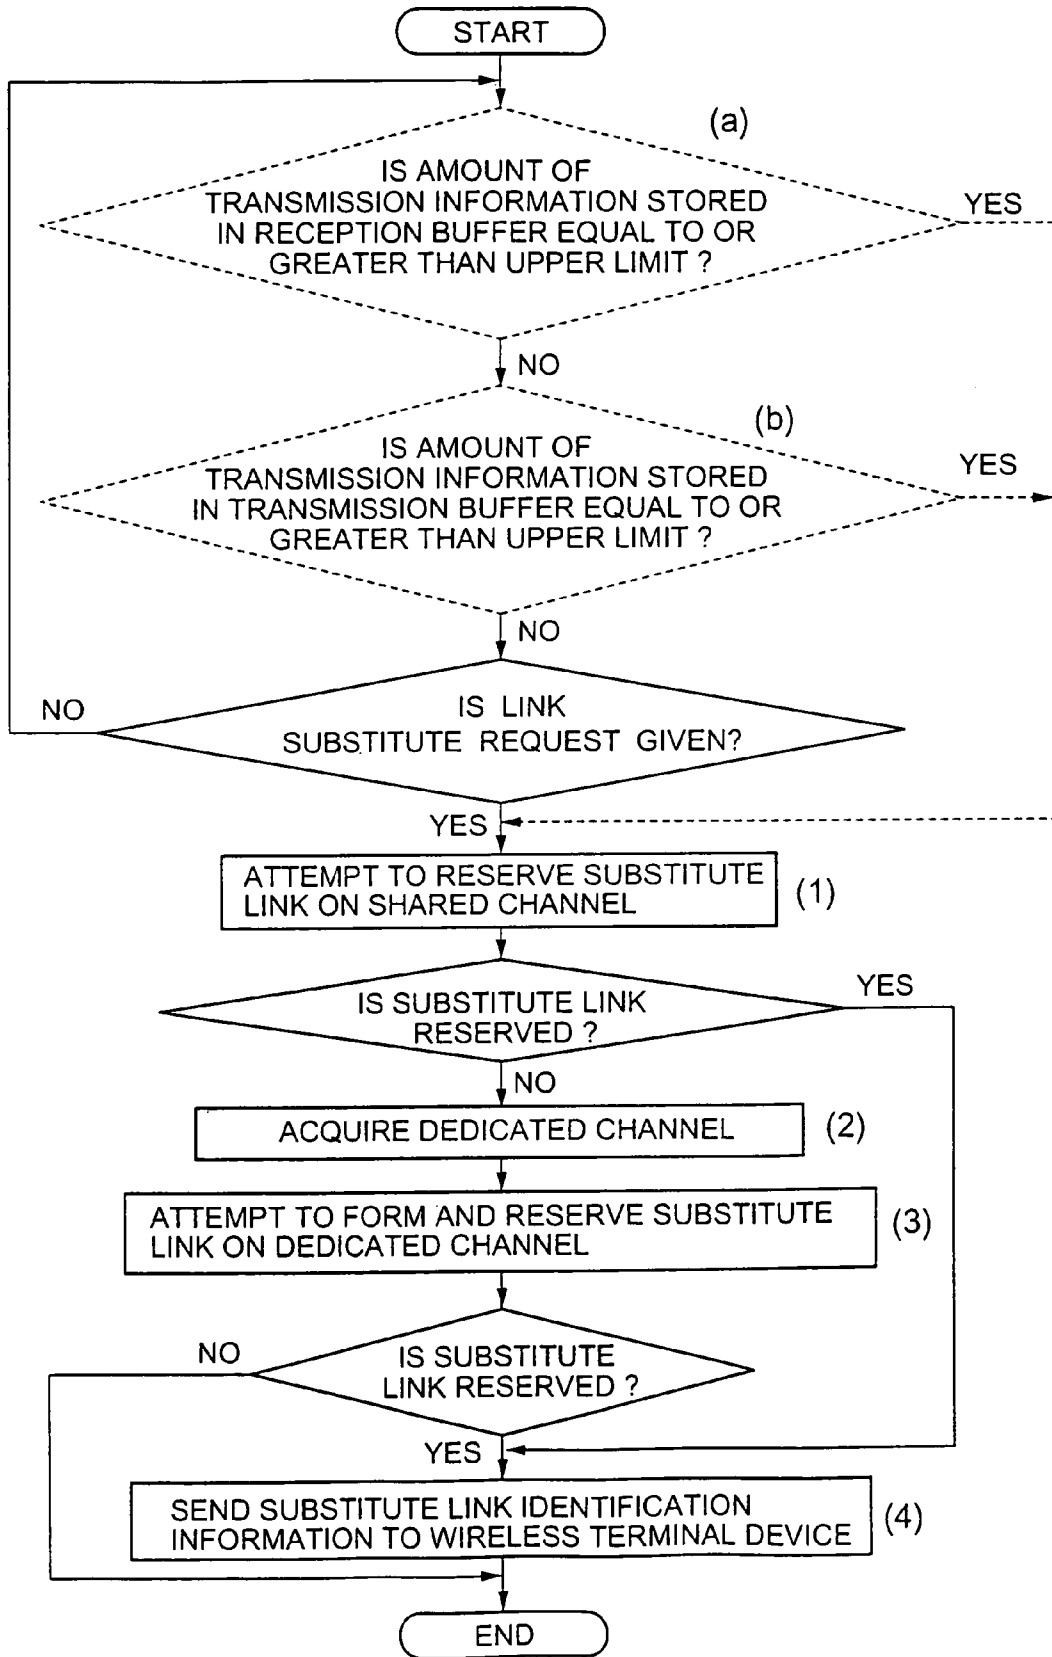 START
(a)
IS AMOUNT OF
TRANSMISSION INFORMATION STORED
IN RECEPTION BUFFER EQUAL TO OR
GREATER THAN UPPER LIMIT ?
YES
NO
(b)
IS AMOUNT OF
TRANSMISSION INFORMATION STORED
IN TRANSMISSION BUFFER EQUAL TO OR
GREATER THAN UPPER LIMIT ?
YES
NO
NO
IS LINK
SUBSTITUTE REQUEST GIVEN?
YES
ATTEMPT TO RESERVE SUBSTITUTE
LINK ON SHARED CHANNEL
(1)
IS SUBSTITUTE LINK
RESERVED ?
YES
NO
ACQUIRE DEDICATED CHANNEL
(2)
ATTEMPT TO FORM AND RESERVE SUBSTITUTE
LINK ON DEDICATED CHANNEL
(3)
NO
IS SUBSTITUTE
LINK RESERVED ?
YES
SEND SUBSTITUTE LINK IDENTIFICATION
INFORMATION TO WIRELESS TERMINAL DEVICE
(4)
END